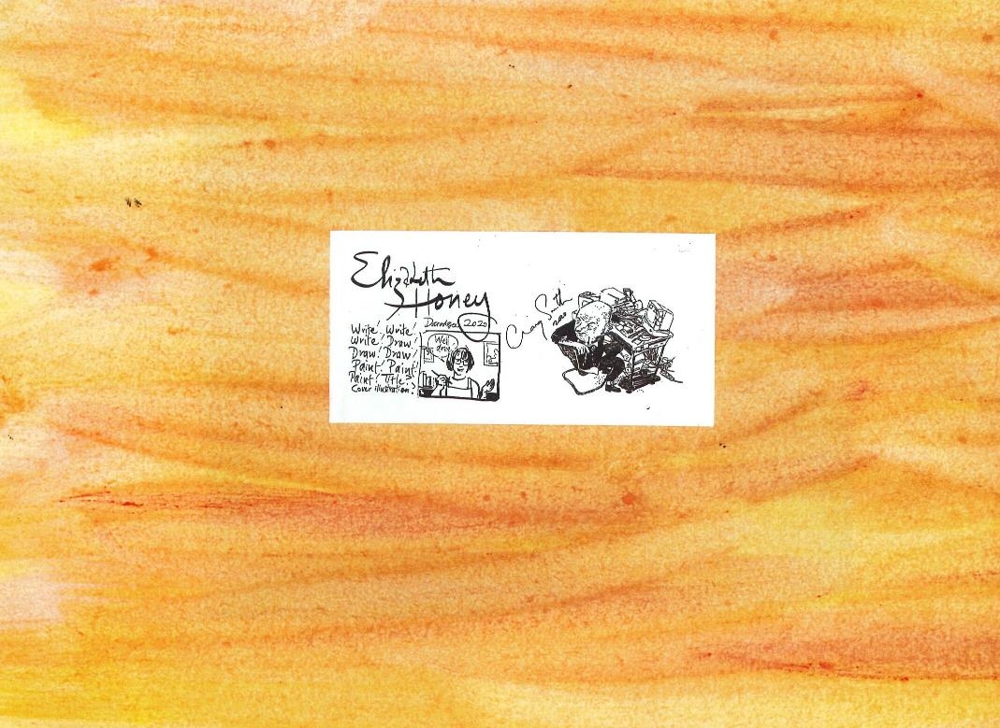 Elizabeth
Honey
2020
Write! Write!
Write! Draw!
Draw! Draw!
Paint! Paint!
Paint! Title?
Cover illustration?
Well
done
Craig Smith
2020